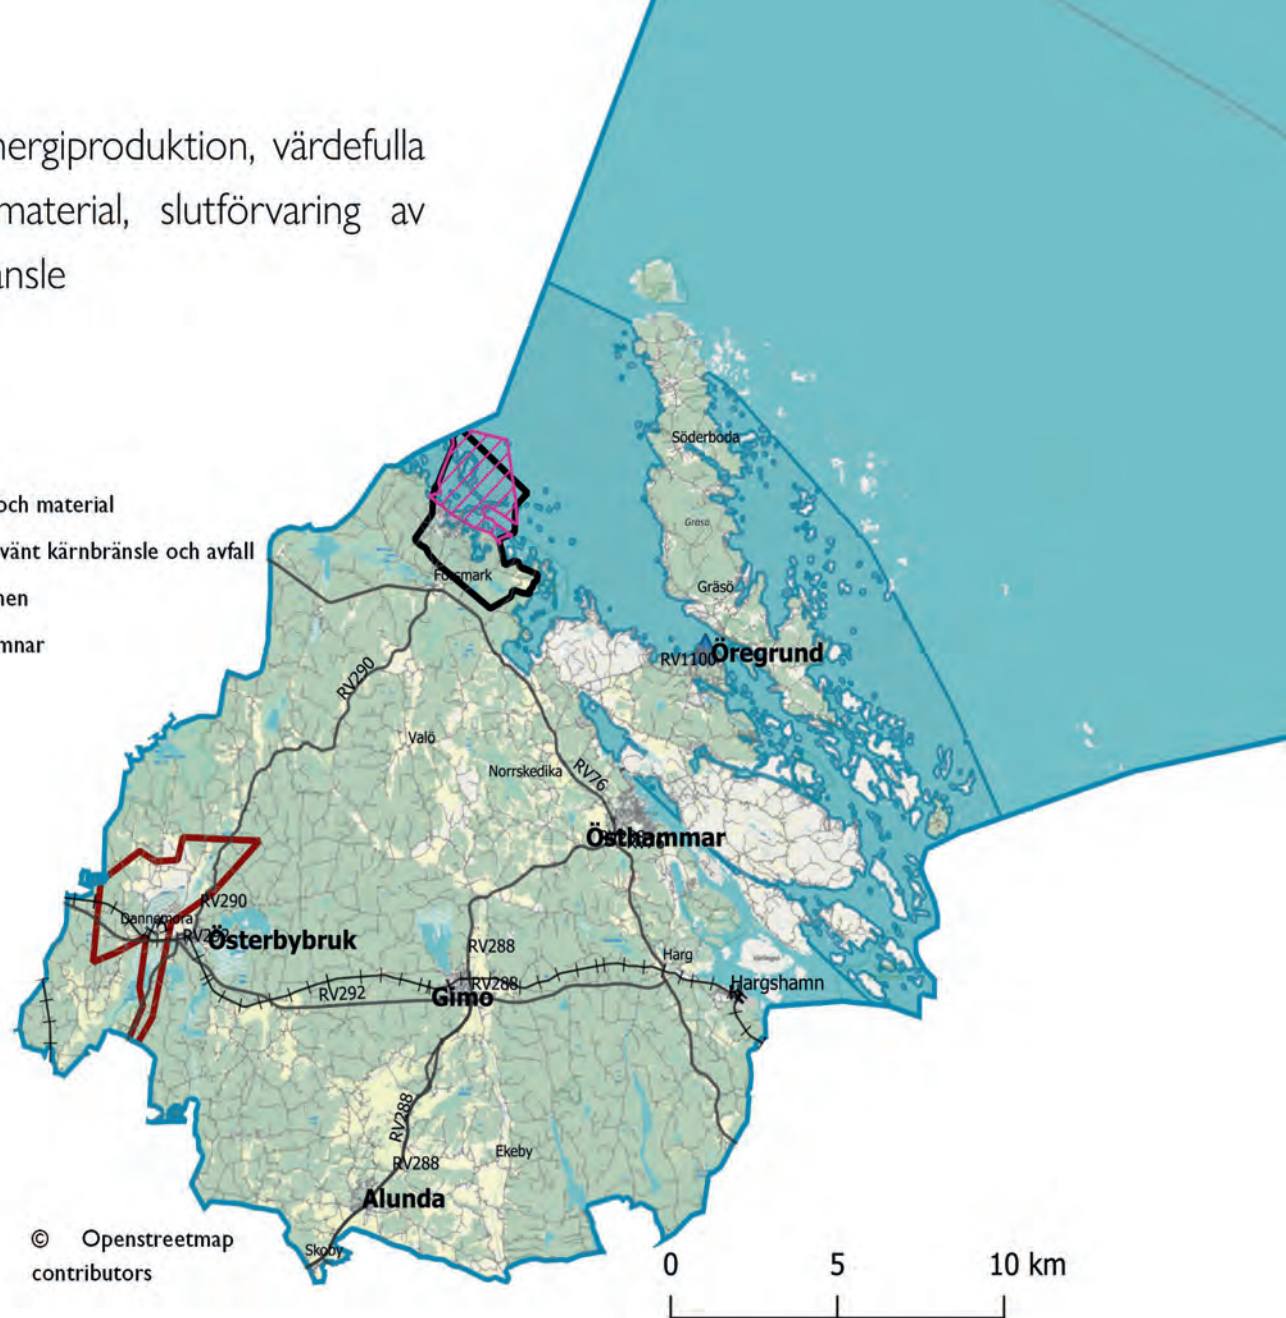 nergiproduktion, värdefulla
material, slutförvaring av
änsle
och material
vänt kärnbränsle och avfall
nen
mnar
Söderboda
Gräsö
Forsmark
Gräsö
Öregrund
RV1100
RV290
Valö
Norrskedika
RV76
Östhammar
RV290
Dannemora
Österbybruk
RV288
Harg
RV288
Hargshamn
RV292
Gimo
RV288
Ekeby
RV288
Alunda
Skoby
© Openstreetmap
contributors
0 5 10 km